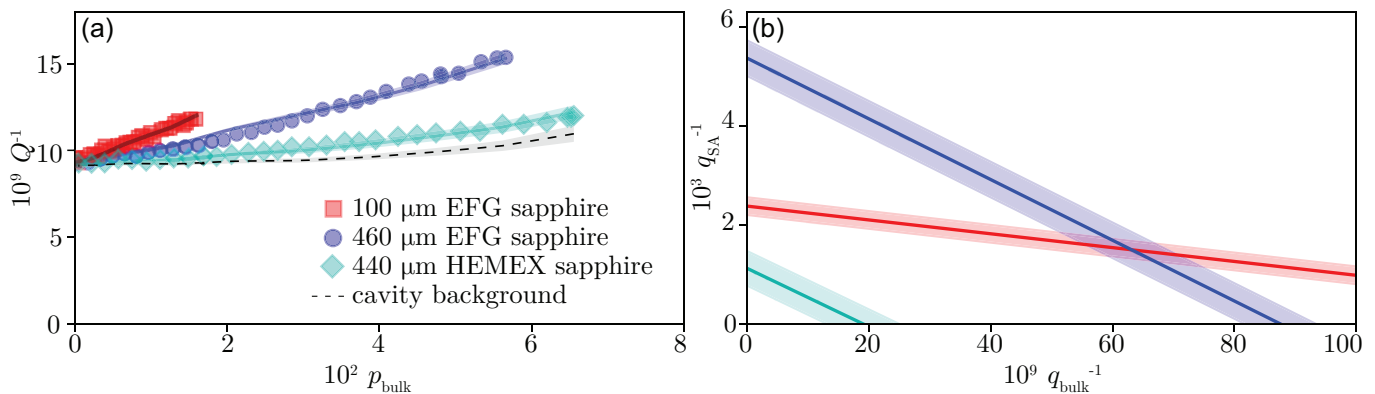 (a)
15
10
5
0
10⁹ Q⁻¹
100 µm EFG sapphire
460 µm EFG sapphire
440 µm HEMEX sapphire
cavity background
0 2 4 6 8
10² p_bulk
(b)
6
4
2
0
10³ q_SA⁻¹
0 20 40 60 80 100
10⁹ q_bulk⁻¹